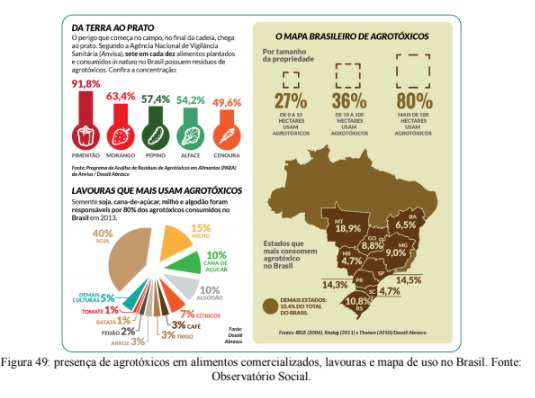 DA TERRA AO PRATO
O perigo que começa no campo, no final da cadeia, chega
ao prato. Segundo a Agência Nacional de Vigilância
Sanitária (Anvisa), sete em cada dez alimentos plantados
e consumidos in natura no Brasil possuem resíduos de
agrotóxicos. Confira a concentração:
91,8%
63,4%
57,4%
54,2%
49,6%
PIMENTÃO
MORANGO
PEPINO
ALFACE
CENOURA
Fonte: Programa de Análise de Resíduos de Agrotóxicos em Alimentos (PARA)
da Anvisa / Dossiê Abrasco
LAVOURAS QUE MAIS USAM AGROTÓXICOS
Somente soja, cana-de-açúcar, milho e algodão foram
responsáveis por 80% dos agrotóxicos consumidos no
Brasil em 2013.
40%
SOJA
15%
MILHO
10%
CANA-DE-
AÇÚCAR
10%
ALGODÃO
7% CÍTRICOS
3% CAFÉ
3% TRIGO
ARROZ 3%
FEIJÃO 2%
BATATA 1%
TOMATE 1%
DEMAIS
CULTURAS 5%
Fonte:
Dossiê
Abrasco
O MAPA BRASILEIRO DE AGROTÓXICOS
Por tamanho
da propriedade
27%
DE 0 A 10
HECTARES
USAM
AGROTÓXICOS
36%
DE 10 A 100
HECTARES
USAM
AGROTÓXICOS
80%
MAIS DE 100
HECTARES
USAM
AGROTÓXICOS
Estados que
mais consomem
agrotóxico
no Brasil
MT
18,9%
BA
6,5%
GO
8,8%
MG
9,0%
MS
4,7%
SP
14,5%
PR
14,3%
SC
4,7%
10,8%
RS
DEMAIS ESTADOS:
10,4% DO TOTAL
DO BRASIL
Fontes: IBGE (2006), Sindag (2011) e Theisen (2010)/Dossiê Abrasco
Figura 49: presença de agrotóxicos em alimentos comercializados, lavouras e mapa de uso no Brasil. Fonte:
Observatório Social.